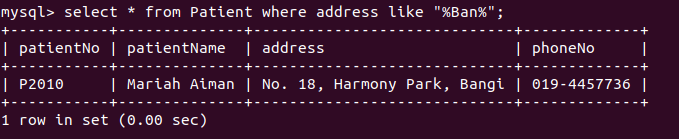 mysql> select * from Patient where address like "%Ban%";
+-----------+--------------+-----------------------------+-------------+
| patientNo | patientName | address | phoneNo |
+-----------+--------------+-----------------------------+-------------+
| P2010 | Mariah Aiman | No. 18, Harmony Park, Bangi | 019-4457736 |
+-----------+--------------+-----------------------------+-------------+
1 row in set (0.00 sec)